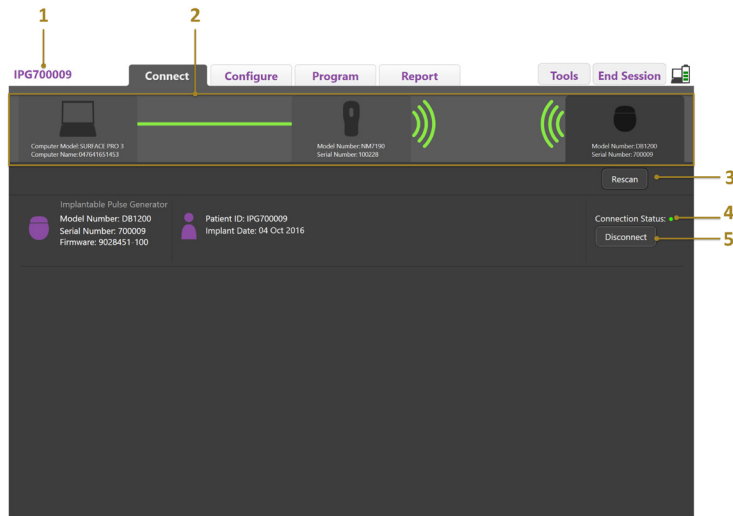 1
2
IPG700009
Connect
Configure
Program
Report
Tools
End Session
Computer Model:SURFACE PRO 3
Computer Name:047641651453
Model Number:NM7190
Serial Number:100228
Model Number:DB1200
Serial Number:700009
Rescan
3
Implantable Pulse Generator
Model Number: DB1200
Serial Number: 700009
Firmware: 9028451-100
Patient ID: IPG700009
Implant Date: 04 Oct 2016
Connection Status:
4
Disconnect
5